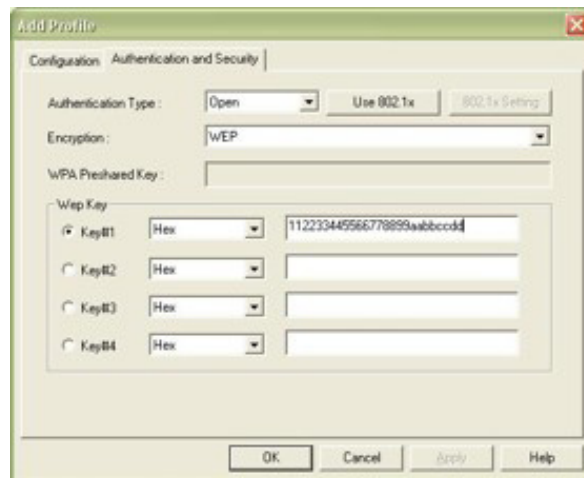 Add Profile
Configuration Authentication and Security
Authentication Type : Open Use 802.1x 802.1x Setting
Encryption : WEP
WPA Preshared Key :
Wep Key
Key#1 Hex 112233445566778899aabbccdd
Key#2 Hex
Key#3 Hex
Key#4 Hex
OK Cancel Apply Help